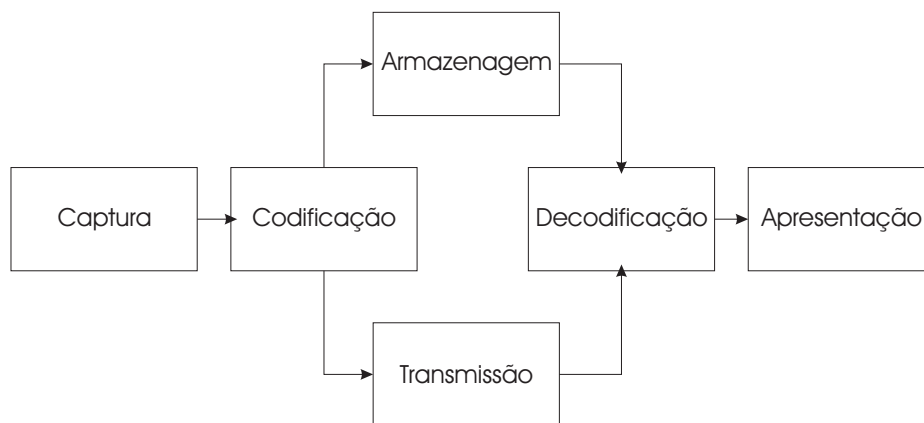 Armazenagem
Captura
Codificação
Decodificação
Apresentação
Transmissão